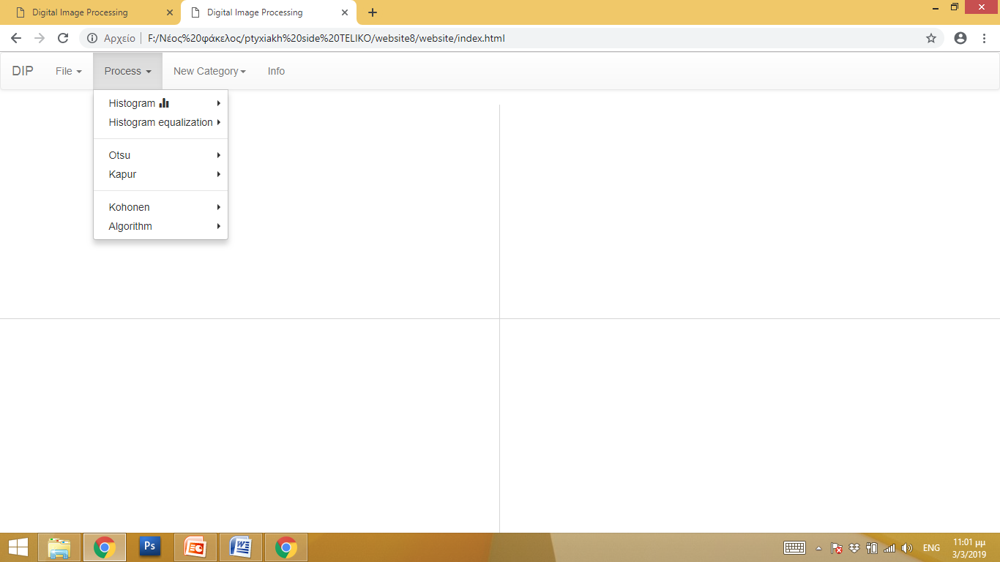 Digital Image Processing
Digital Image Processing
Αρχείο F:/Νέος%20φάκελος/ptyxiakh%20side%20TELIKO/website8/website/index.html
DIP File Process New Category Info
Histogram
Histogram equalization
Otsu
Kapur
Kohonen
Algorithm
Ps
ENG
11:01 μμ
3/3/2019